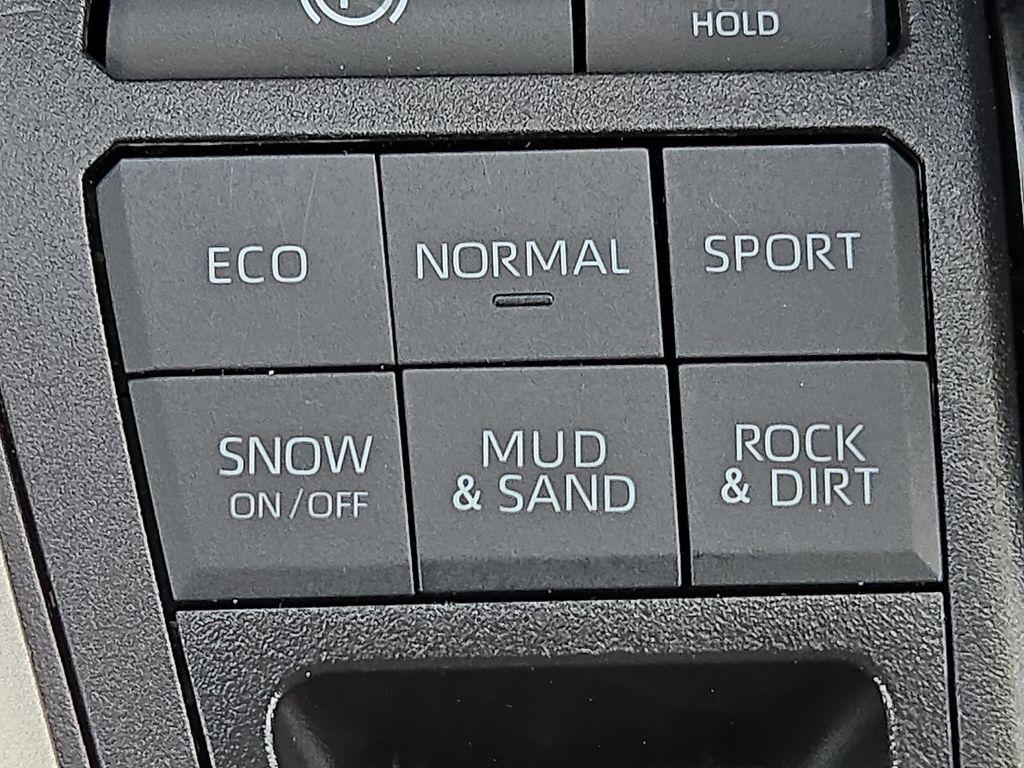 HOLD
ECO
NORMAL
SPORT
SNOW
ON/OFF
MUD
& SAND
ROCK
& DIRT